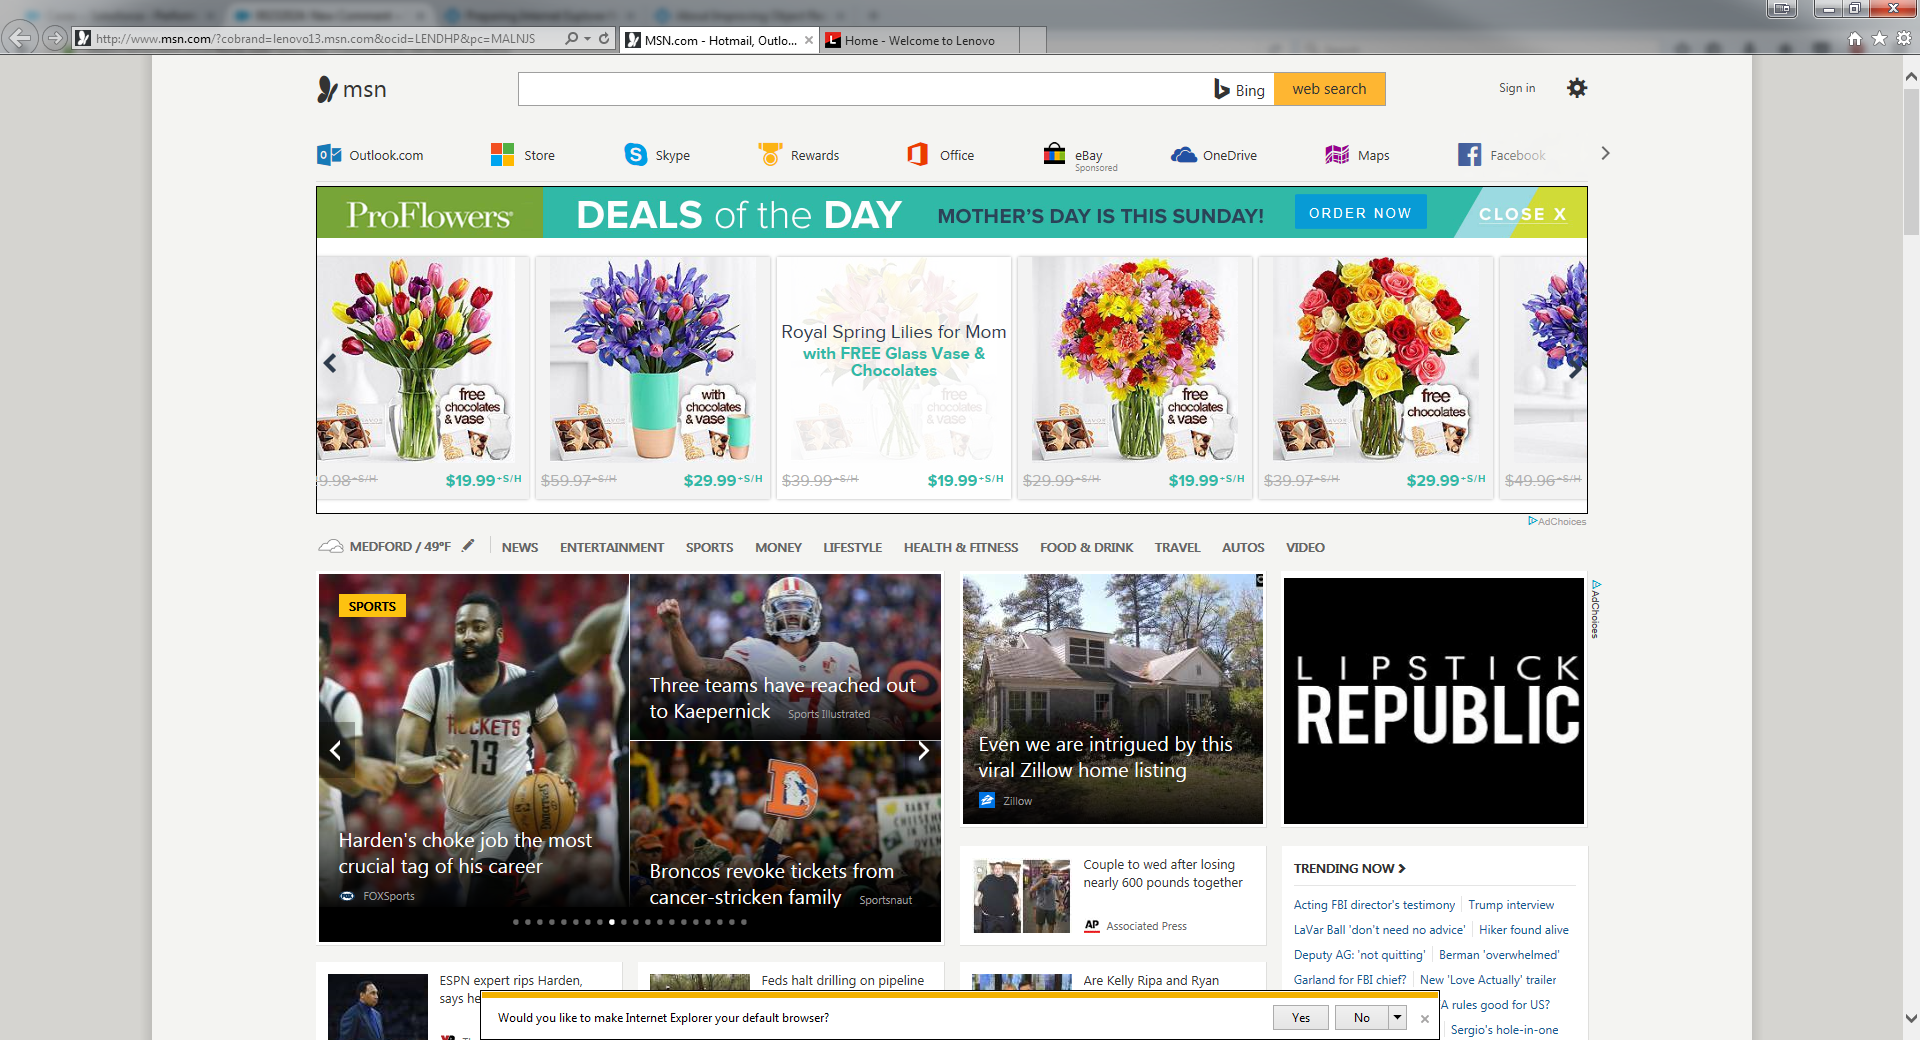 http://www.msn.com/?cobrand=lenovo13.msn.com&ocid=LENDHP&pc=MALNJS
MSN.com - Hotmail, Outlo...
Home - Welcome to Lenovo
msn
Bing
web search
Sign in
Outlook.com
Store
Skype
Rewards
Office
eBay
Sponsored
OneDrive
Maps
Facebook
ProFlowers
DEALS of the DAY
MOTHER'S DAY IS THIS SUNDAY!
ORDER NOW
CLOSE X
free
chocolates
& vase
9.98+S/H $19.99+S/H
with
chocolates
& vase
$59.97+S/H $29.99+S/H
Royal Spring Lilies for Mom
with FREE Glass Vase &
Chocolates
free
chocolates
& vase
$39.99+S/H $19.99+S/H
free
chocolates
& vase
$29.99+S/H $19.99+S/H
free
chocolates
& vase
$39.97+S/H $29.99+S/H
$49.96+S/H
AdChoices
MEDFORD / 49°F
NEWS
ENTERTAINMENT
SPORTS
MONEY
LIFESTYLE
HEALTH & FITNESS
FOOD & DRINK
TRAVEL
AUTOS
VIDEO
SPORTS
ROCKETS
13
Harden's choke job the most
crucial tag of his career
FOXSports
Three teams have reached out
to Kaepernick Sports Illustrated
Broncos revoke tickets from
cancer-stricken family Sportsnaut
Even we are intrigued by this
viral Zillow home listing
Zillow
LIPSTICK
REPUBLIC
AdChoices
Couple to wed after losing
nearly 600 pounds together
AP Associated Press
TRENDING NOW
Acting FBI director's testimony
Trump interview
LaVar Ball 'don't need no advice'
Hiker found alive
Deputy AG: 'not quitting'
Berman 'overwhelmed'
Garland for FBI chief?
New 'Love Actually' trailer
A rules good for US?
Sergio's hole-in-one
ESPN expert rips Harden,
says he
Feds halt drilling on pipeline
Are Kelly Ripa and Ryan
Would you like to make Internet Explorer your default browser?
Yes
No